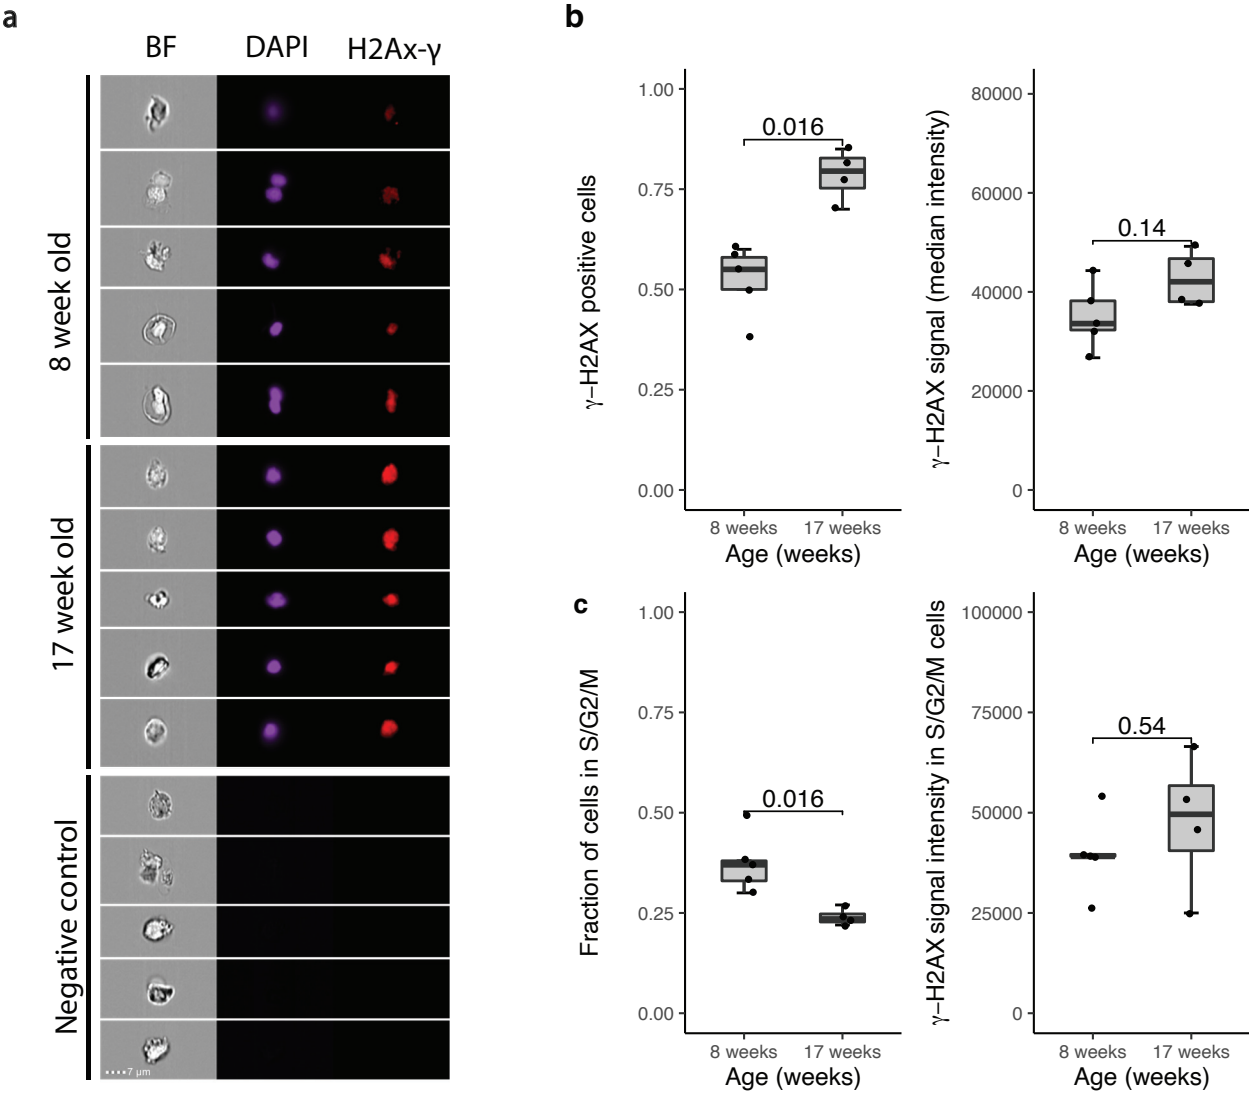 a
BF DAPI H2Ax-γ
8 week old
17 week old
Negative control
7 µm
b
γ−H2AX positive cells
1.00
0.75
0.50
0.25
0.00
0.016
8 weeks 17 weeks
Age (weeks)
γ−H2AX signal (median intensity)
80000
60000
40000
20000
0
0.14
8 weeks 17 weeks
Age (weeks)
c
Fraction of cells in S/G2/M
1.00
0.75
0.50
0.25
0.00
0.016
8 weeks 17 weeks
Age (weeks)
γ−H2AX signal intensity in S/G2/M cells
100000
75000
50000
25000
0
0.54
8 weeks 17 weeks
Age (weeks)